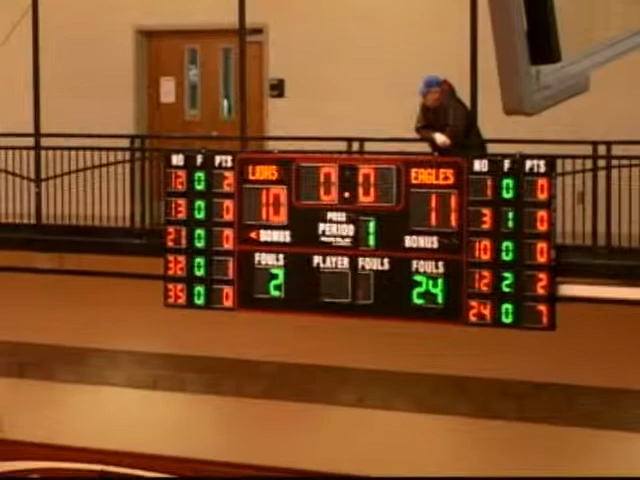 NO F PTS LIONS 0.0 EAGLES NO F PTS
12 0 2 10 11 1 0 0
13 0 0 POSS 3 1 0
21 0 0 < BONUS PERIOD 1 BONUS 10 0 0
32 0 1 FOULS PLAYER FOULS FOULS 12 2 2
35 0 0 2 24 24 0 7